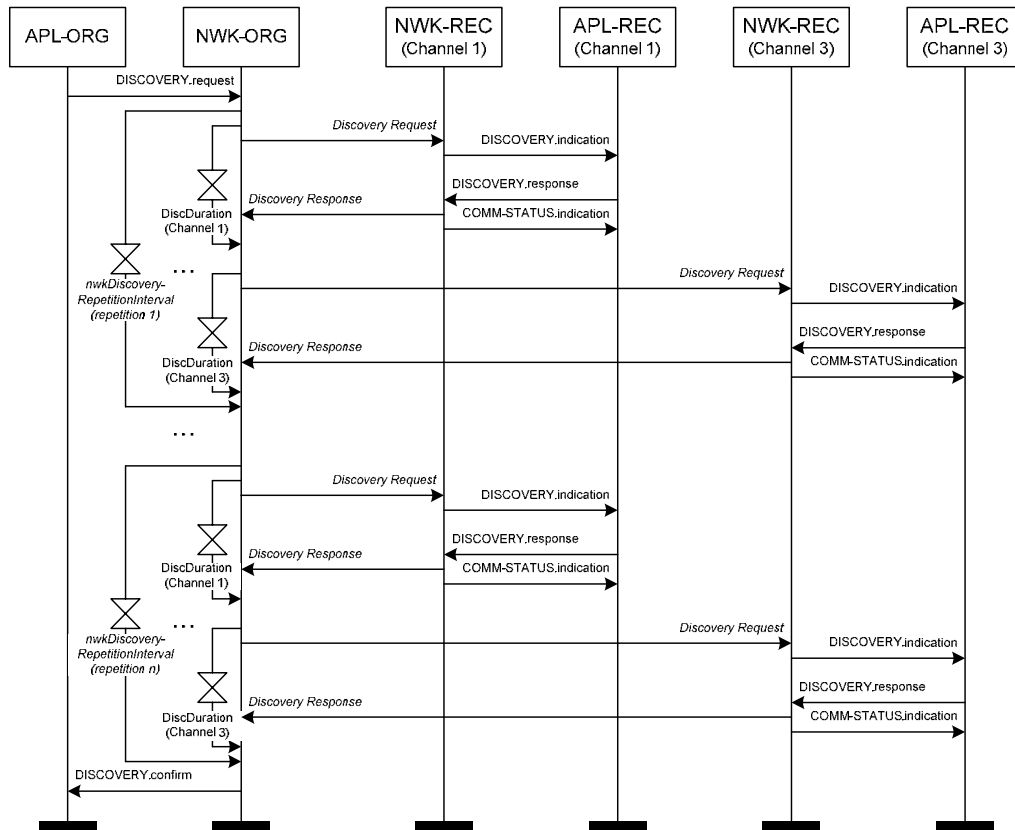 APL-ORG
NWK-ORG
NWK-REC
(Channel 1)
APL-REC
(Channel 1)
NWK-REC
(Channel 3)
APL-REC
(Channel 3)
DISCOVERY.request
Discovery Request
DISCOVERY.indication
DISCOVERY.response
Discovery Response
COMM-STATUS.indication
DiscDuration
(Channel 1)
...
nwkDiscovery-
RepetitionInterval
(repetition 1)
Discovery Request
DISCOVERY.indication
DISCOVERY.response
Discovery Response
COMM-STATUS.indication
DiscDuration
(Channel 3)
...
Discovery Request
DISCOVERY.indication
DISCOVERY.response
Discovery Response
COMM-STATUS.indication
DiscDuration
(Channel 1)
...
nwkDiscovery-
RepetitionInterval
(repetition n)
Discovery Request
DISCOVERY.indication
DISCOVERY.response
Discovery Response
COMM-STATUS.indication
DiscDuration
(Channel 3)
DISCOVERY.confirm